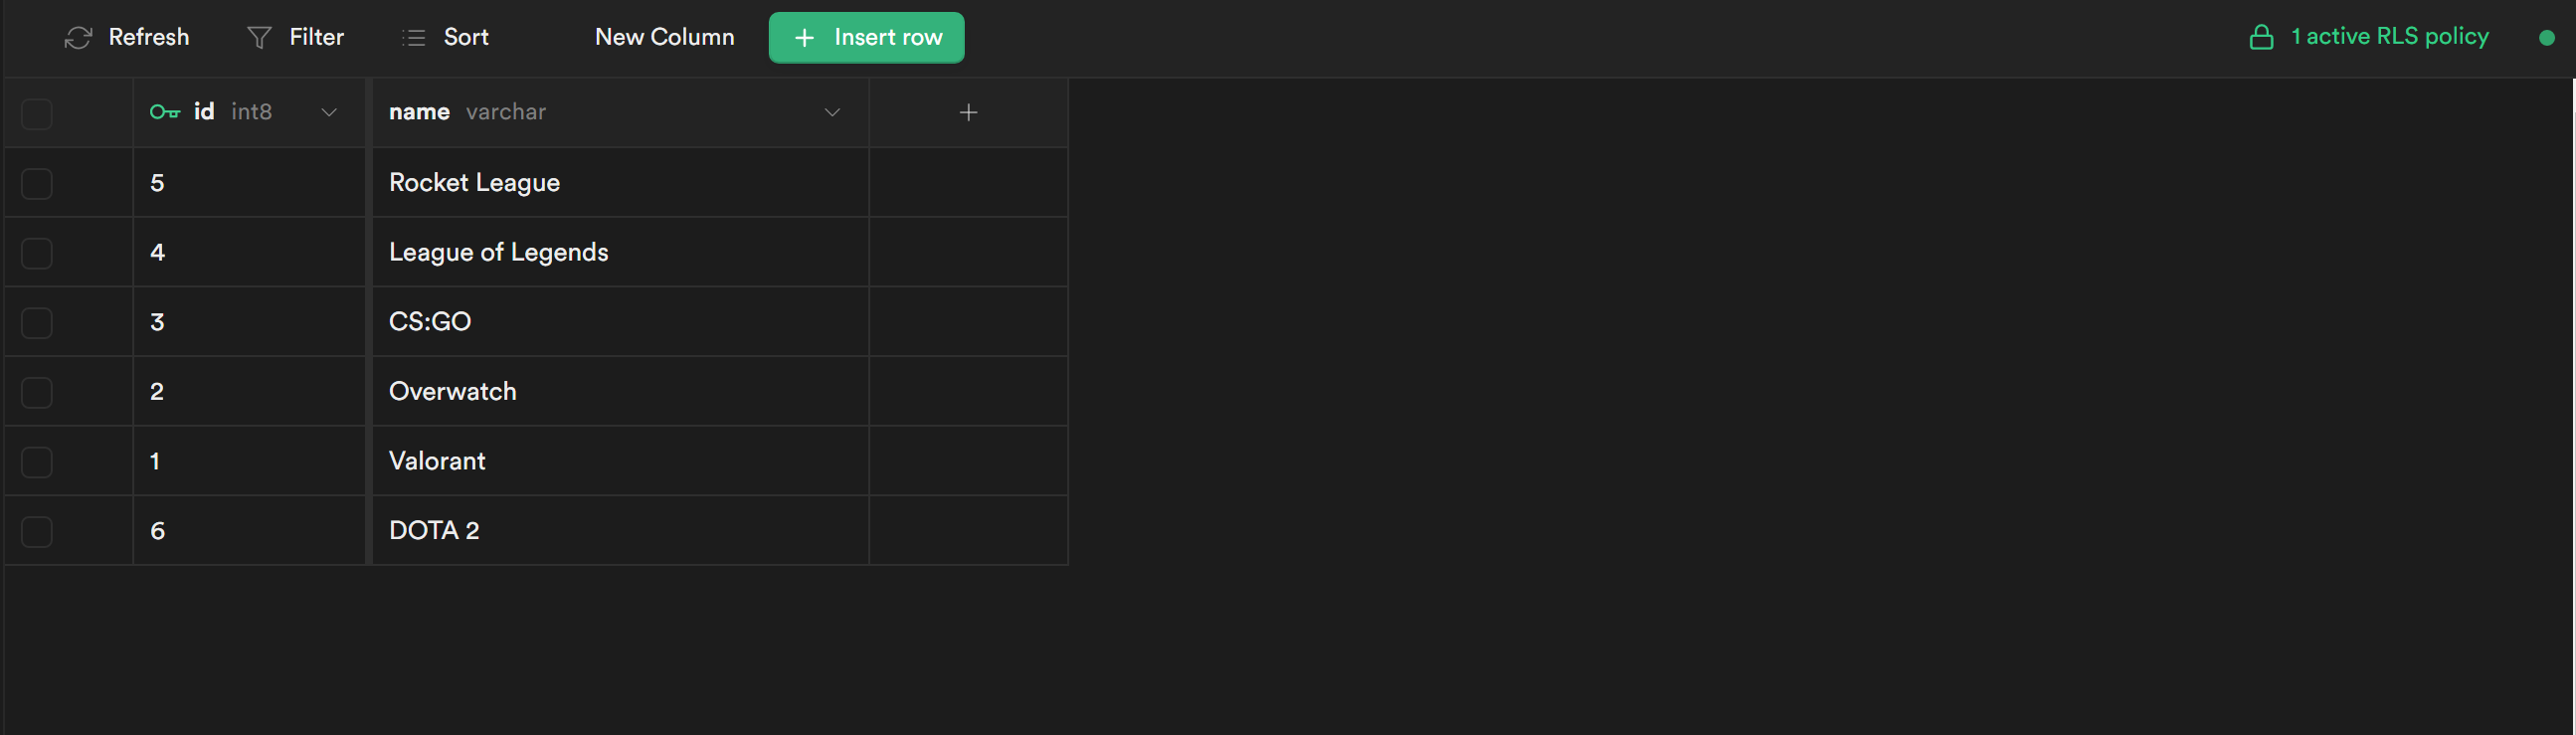 Refresh Filter Sort New Column + Insert row 1 active RLS policy
id int8 name varchar +
5 Rocket League
4 League of Legends
3 CS:GO
2 Overwatch
1 Valorant
6 DOTA 2